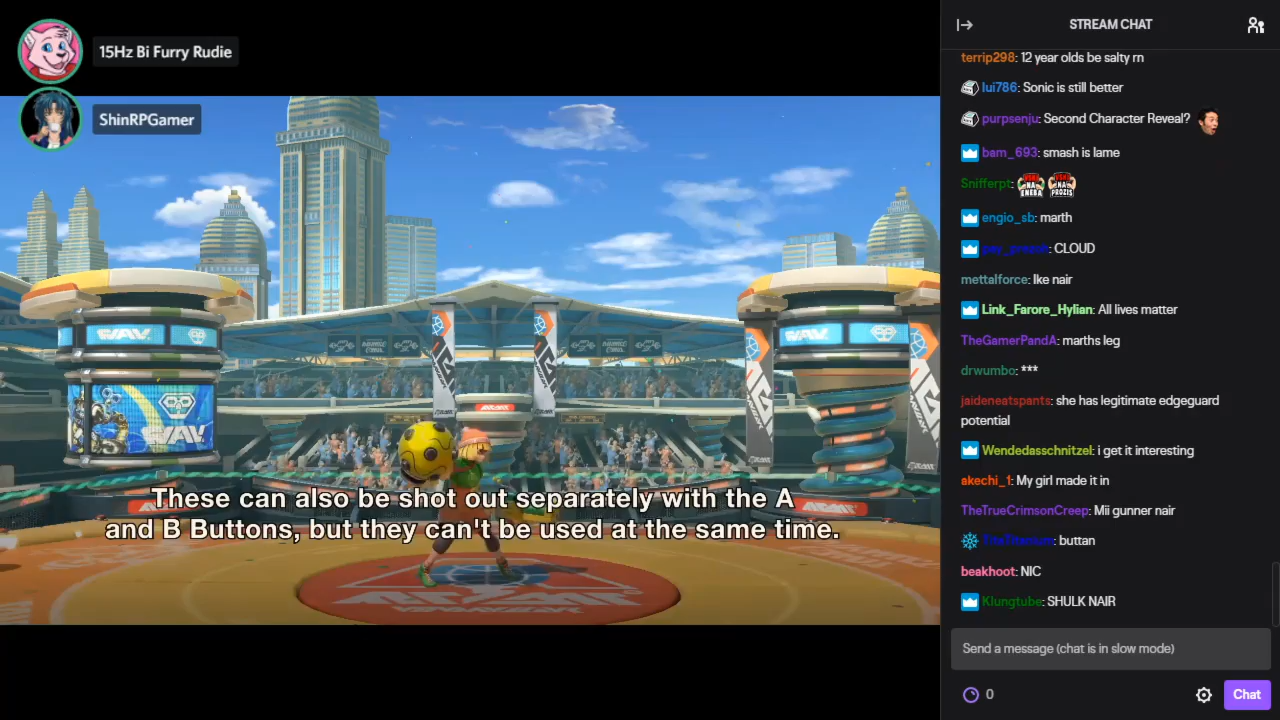 15Hz Bi Furry Rudie
ShinRPGamer
These can also be shot out separately with the A
and B Buttons, but they can't be used at the same time.
STREAM CHAT
terrip298: 12 year olds be salty rn
lui786: Sonic is still better
purpsenju: Second Character Reveal?
bam_693: smash is lame
Snifferpt:
engio_sb: marth
: CLOUD
mettalforce: Ike nair
Link_Farore_Hylian: All lives matter
TheGamerPandA: marths leg
drwumbo: ***
jaideneatspants: she has legitimate edgeguard
potential
Wendedasschnitzel: i get it interesting
akechi_1: My girl made it in
TheTrueCrimsonCreep: Mii gunner nair
: buttan
beakhoot: NIC
Klungtube: SHULK NAIR
Send a message (chat is in slow mode)
0
Chat